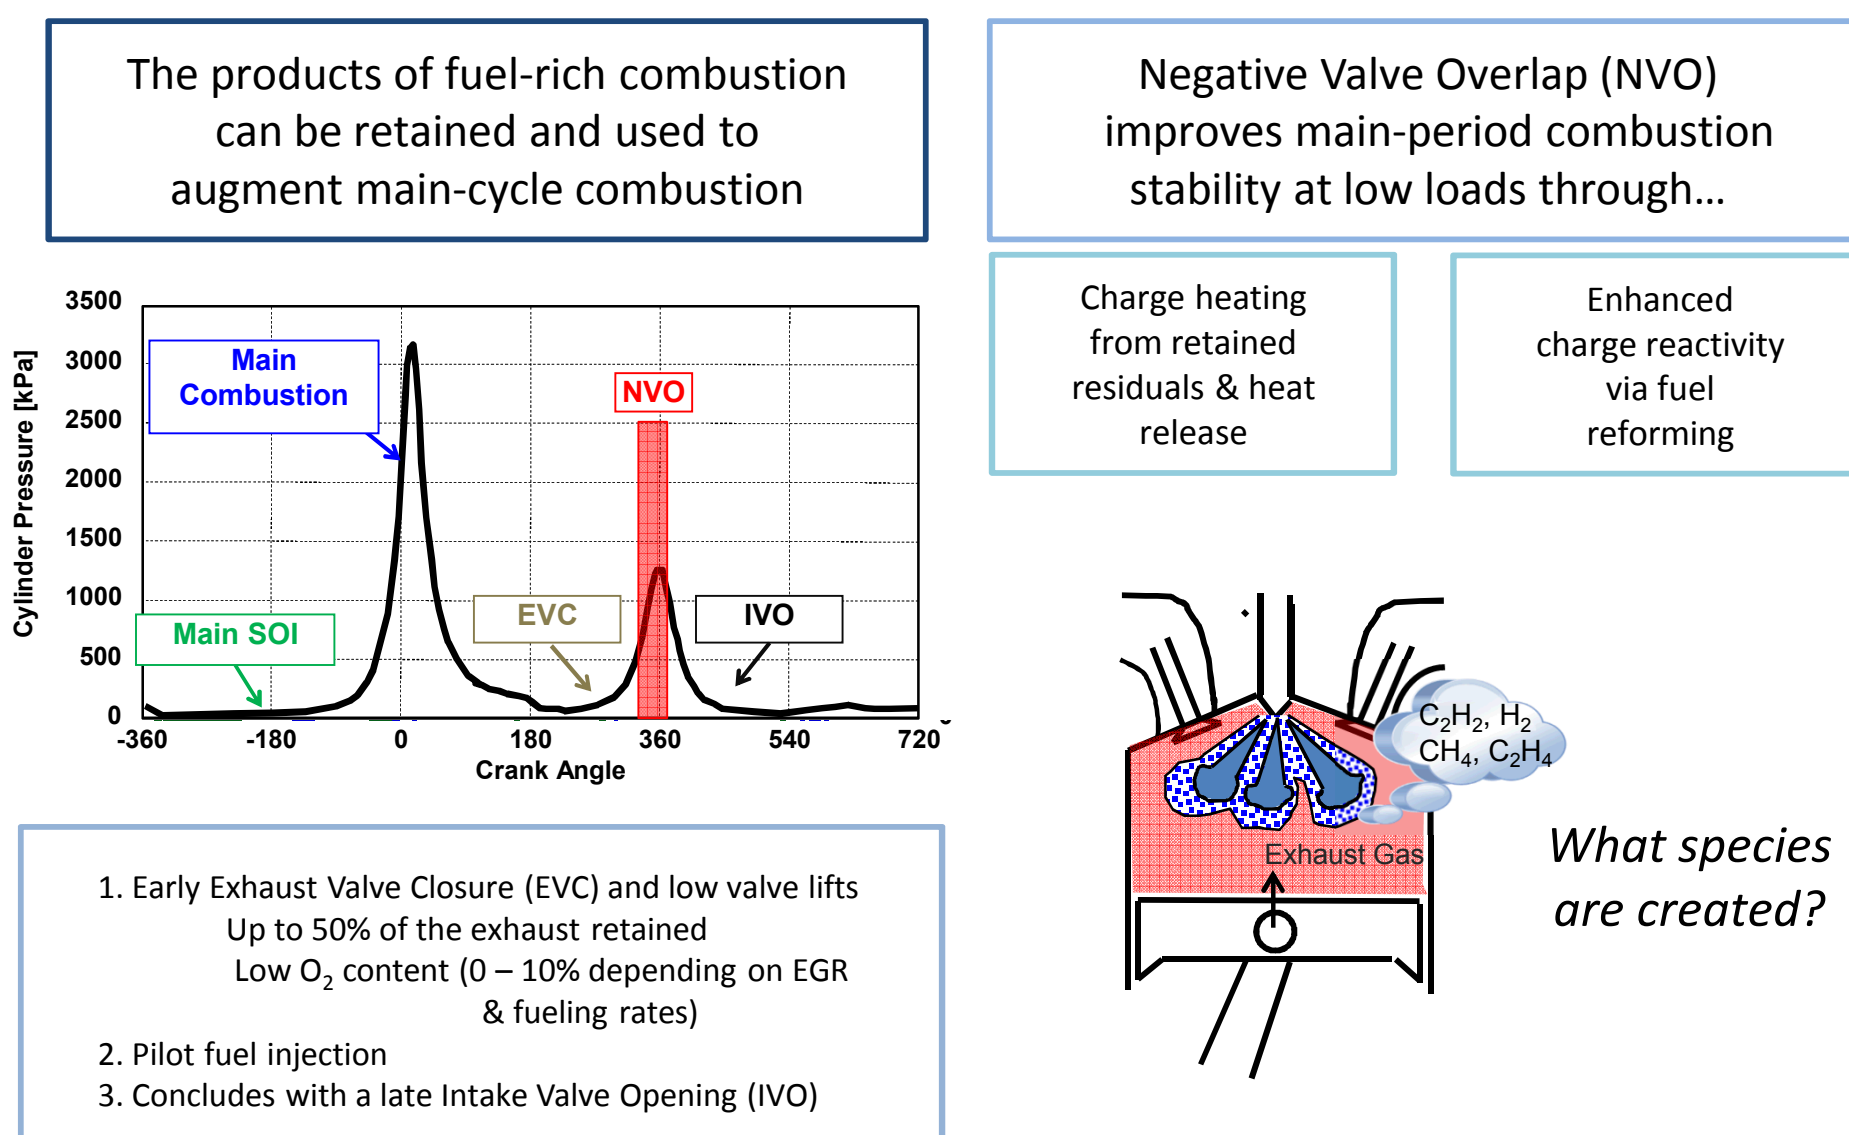 The products of fuel-rich combustion
can be retained and used to
augment main-cycle combustion
Negative Valve Overlap (NVO)
improves main-period combustion
stability at low loads through…
Charge heating
from retained
residuals & heat
release
Enhanced
charge reactivity
via fuel
reforming
Cylinder Pressure [kPa]
3500
3000
2500
2000
1500
1000
500
0
Main
Combustion
NVO
EVC
IVO
Main SOI
-360
-180
0
180
360
540
720
Crank Angle
1. Early Exhaust Valve Closure (EVC) and low valve lifts
Up to 50% of the exhaust retained
Low O₂ content (0 – 10% depending on EGR
& fueling rates)
2. Pilot fuel injection
3. Concludes with a late Intake Valve Opening (IVO)
C₂H₂, H₂
CH₄, C₂H₄
Exhaust Gas
What species
are created?